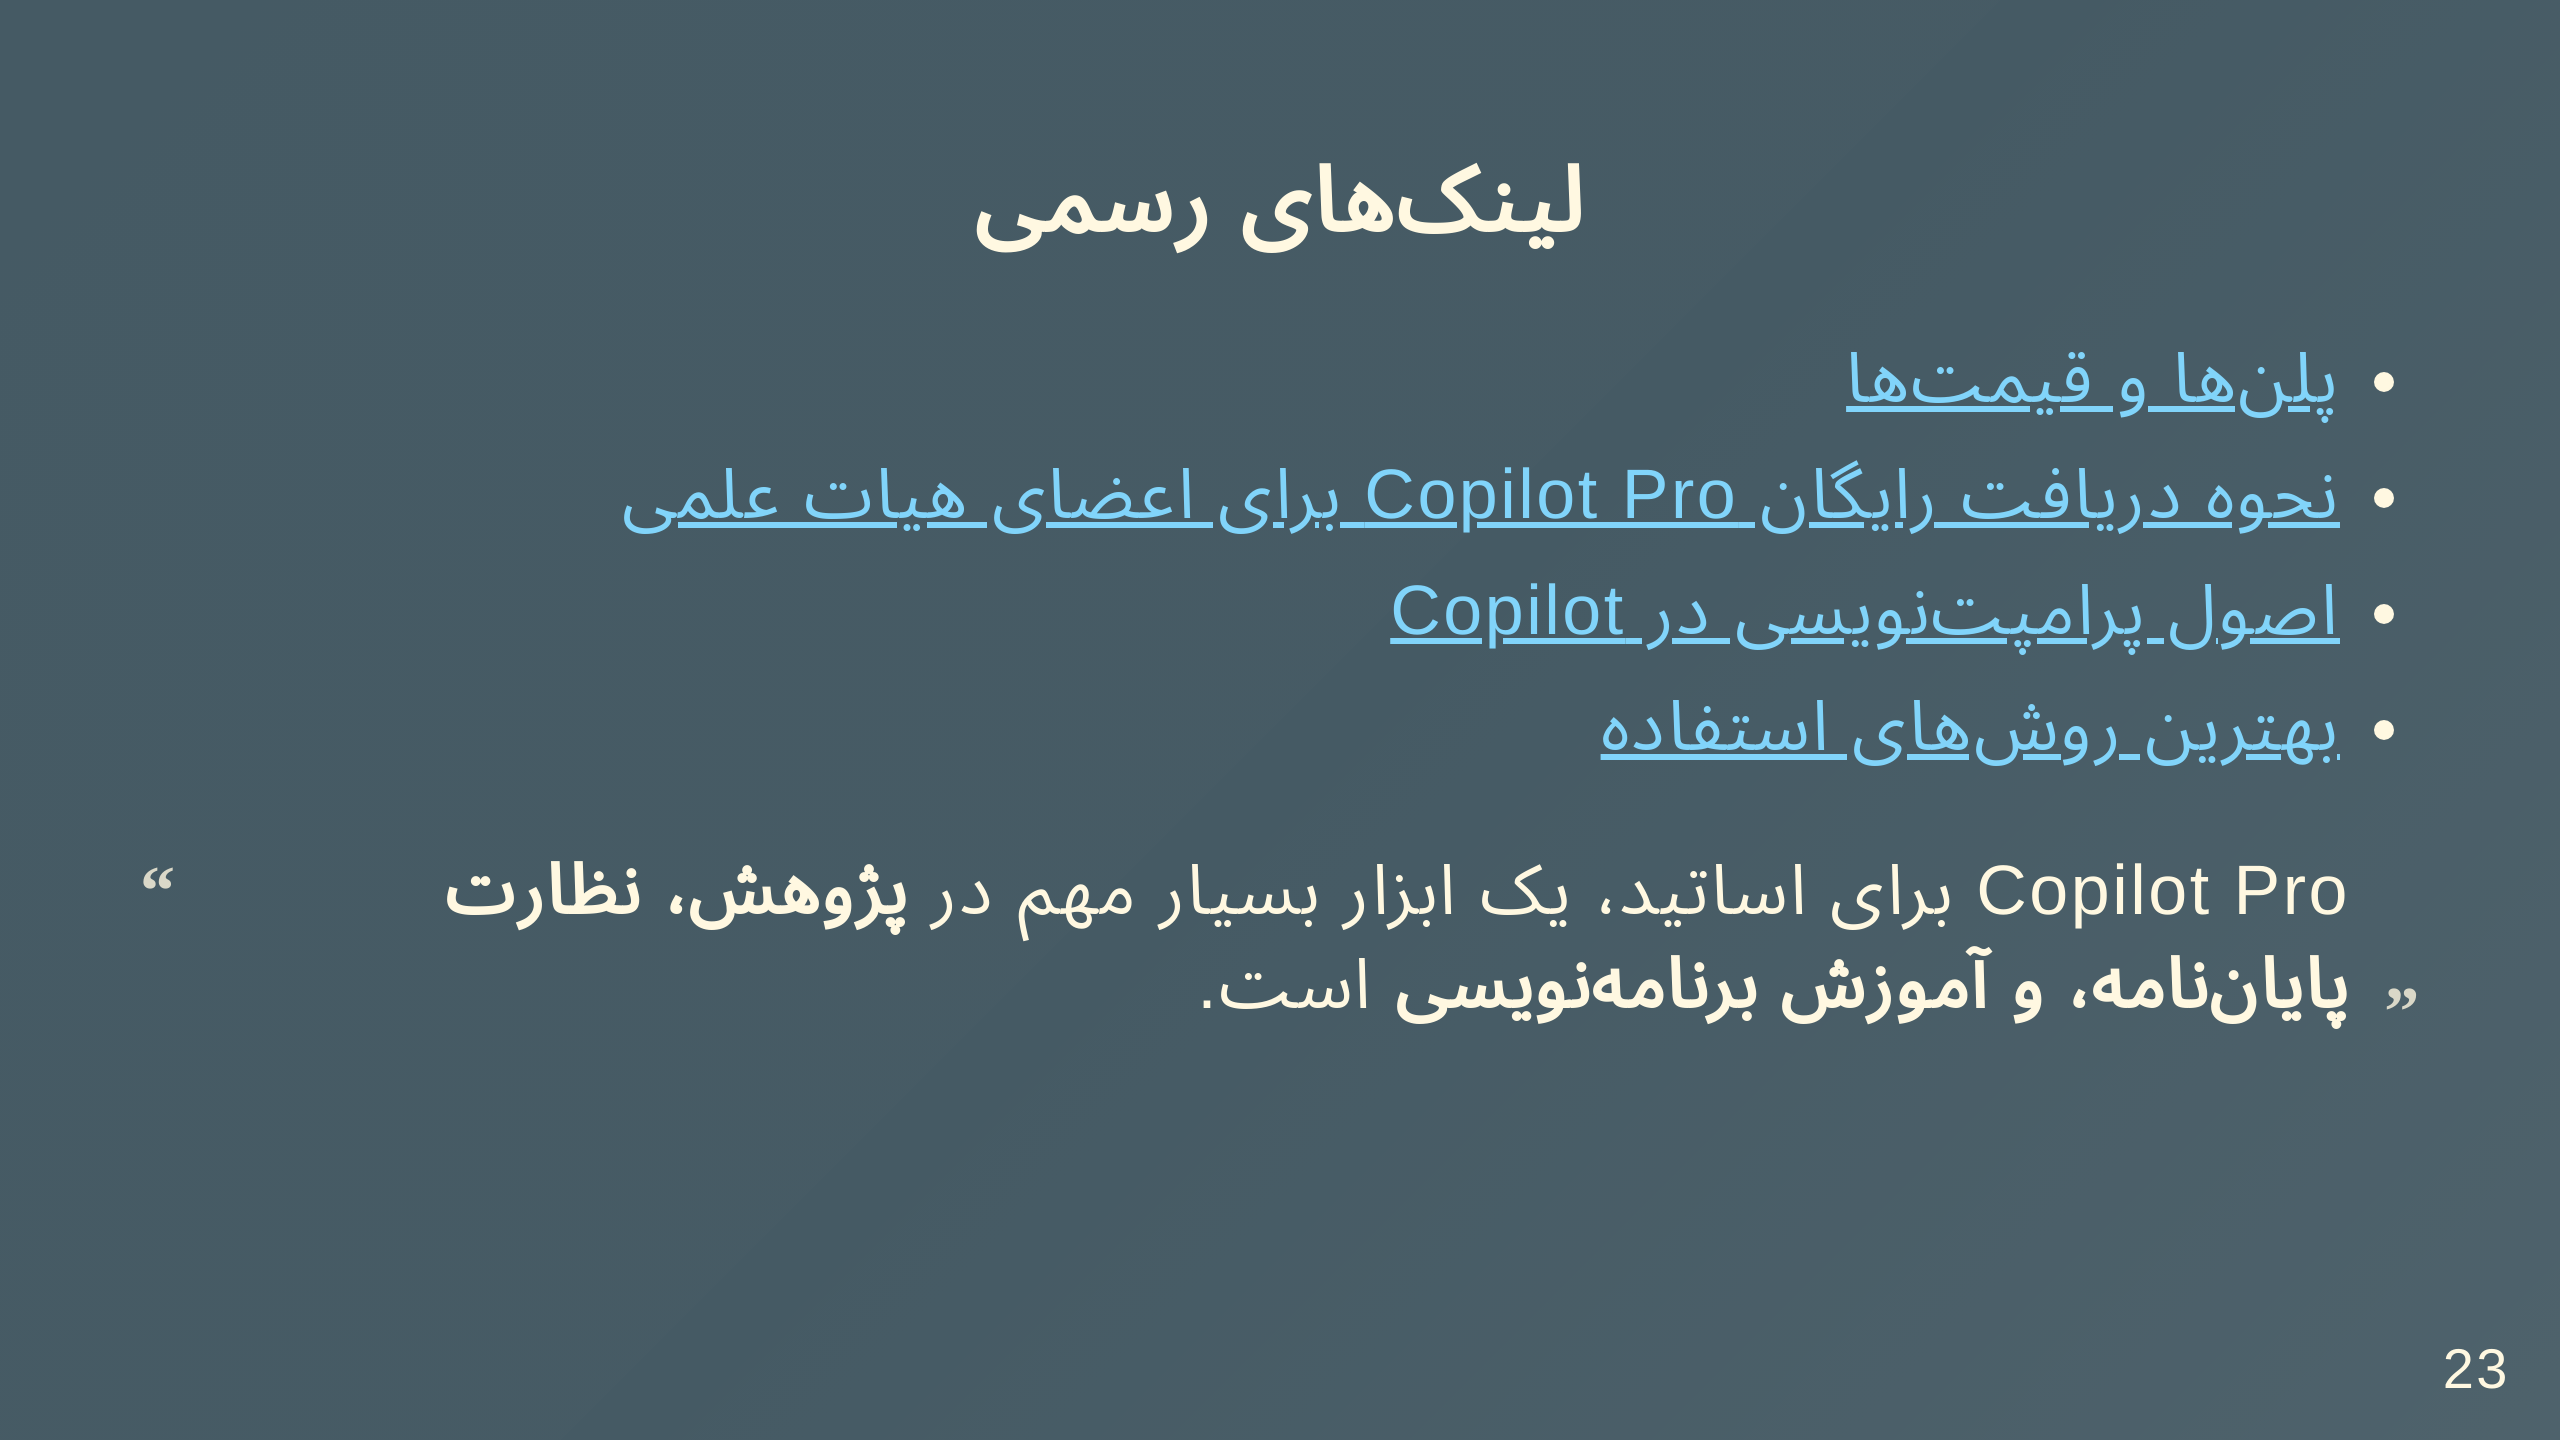 لینک‌های رسمی
• پلن‌ها و قیمت‌ها
• نحوه دریافت رایگان Copilot Pro برای اعضای هیات علمی
• اصول پرامپت‌نویسی در Copilot
• بهترین روش‌های استفاده
“ Copilot Pro برای اساتید، یک ابزار بسیار مهم در پژوهش، نظارت
پایان‌نامه، و آموزش برنامه‌نویسی است. ”
23